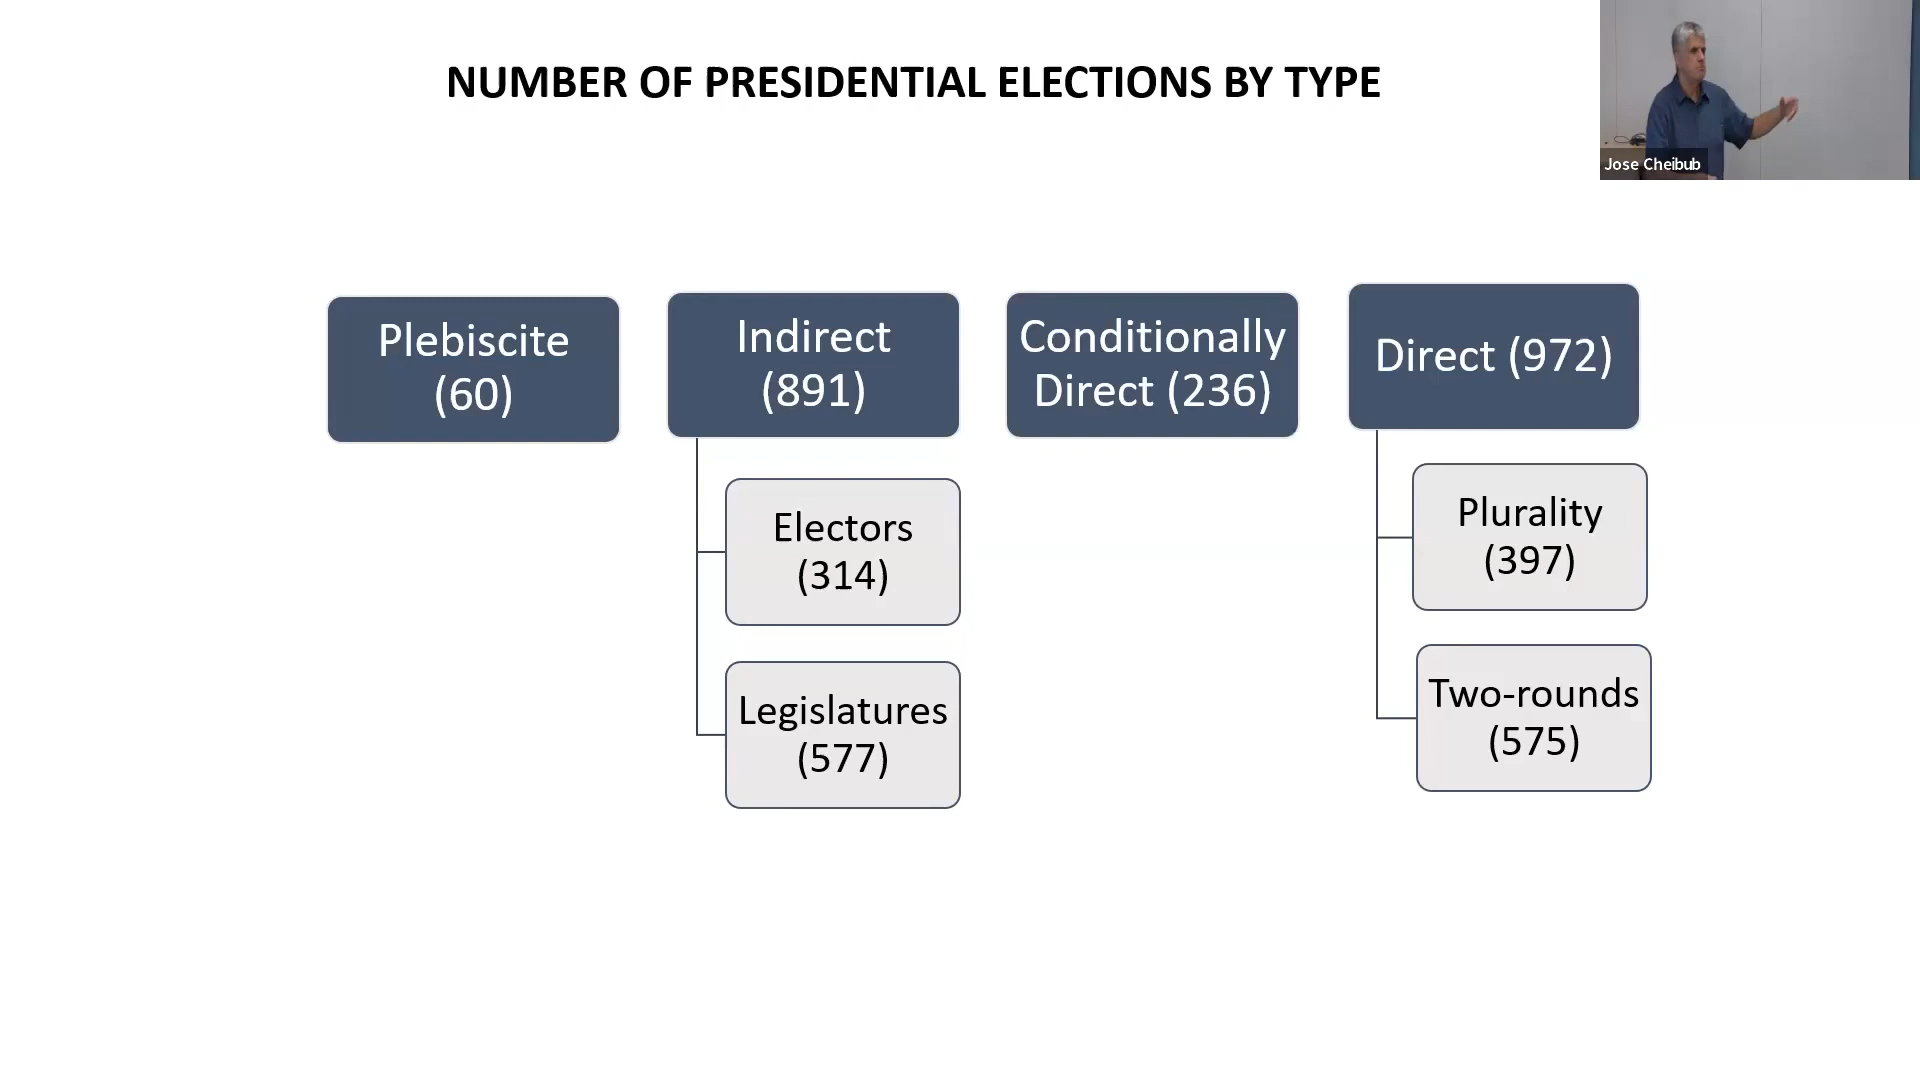 NUMBER OF PRESIDENTIAL ELECTIONS BY TYPE
Jose Cheibub
Plebiscite
(60)
Indirect
(891)
Electors
(314)
Legislatures
(577)
Conditionally
Direct (236)
Direct (972)
Plurality
(397)
Two-rounds
(575)